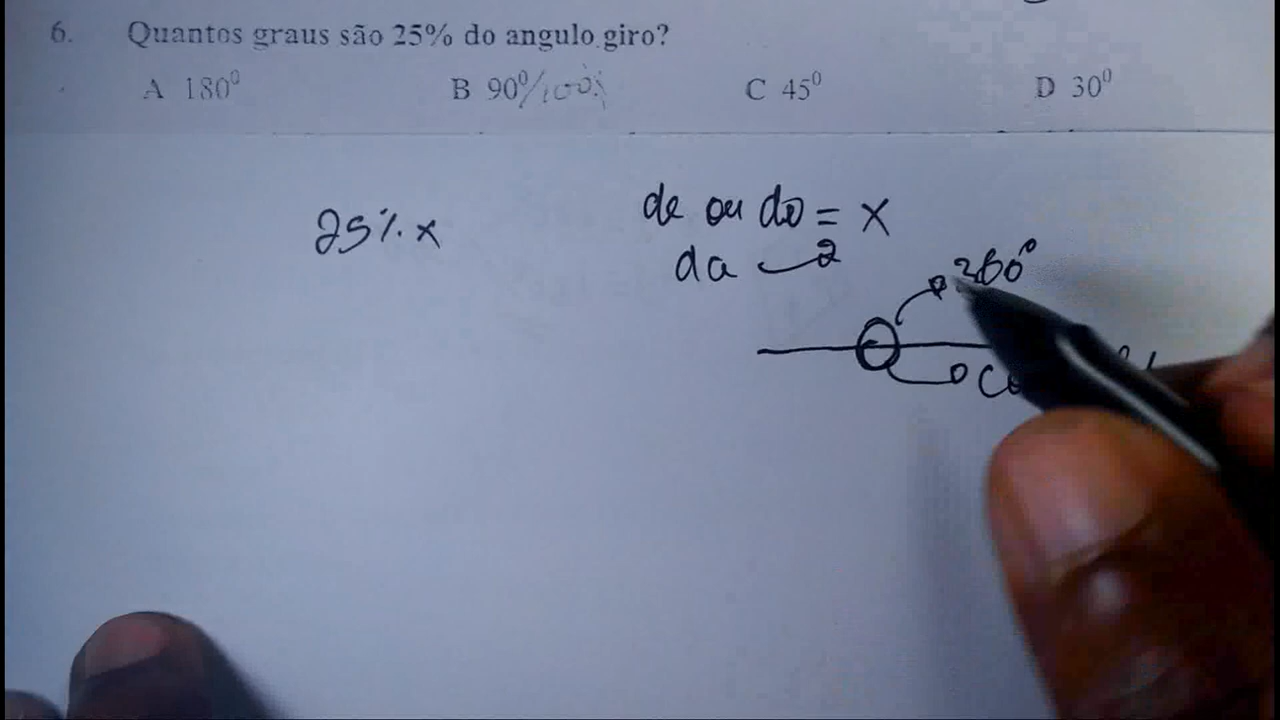 6. Quantos graus são 25% do angulo giro?
A 180⁰ B 90⁰/100% C 45⁰ D 30⁰
25% x
de ou do = x
da
360°